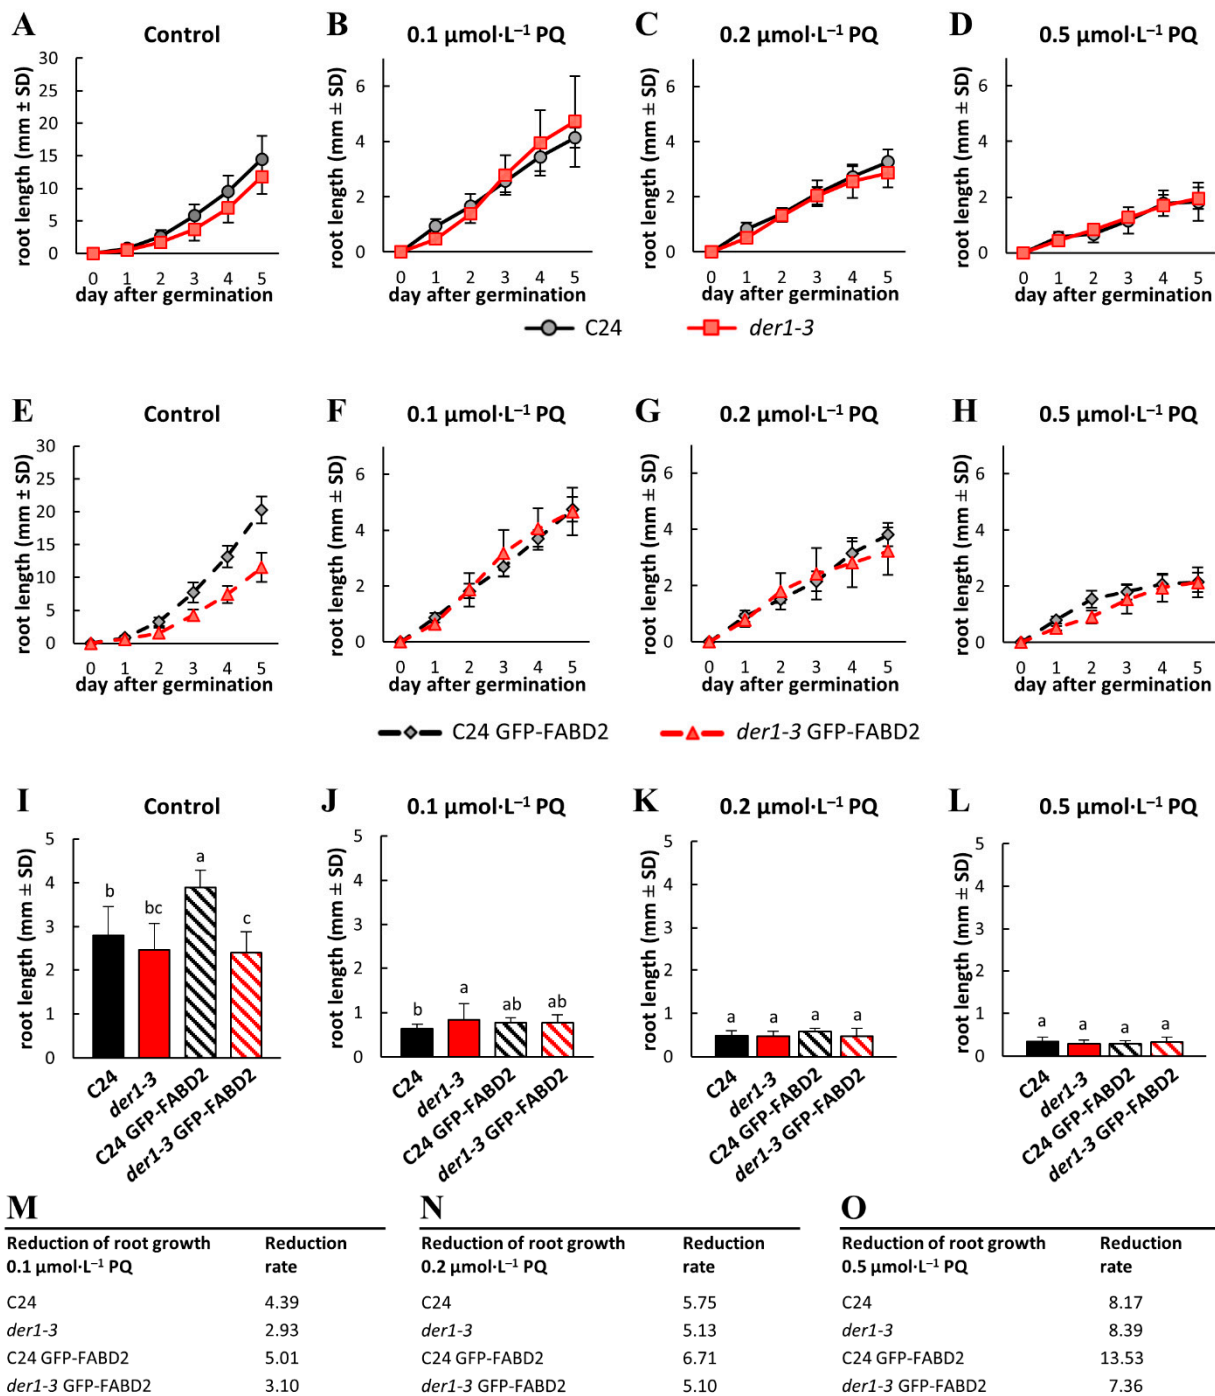 A Control
B 0.1 μmol·L⁻¹ PQ
C 0.2 μmol·L⁻¹ PQ
D 0.5 μmol·L⁻¹ PQ
root length (mm ± SD)
30
25
20
15
10
5
0
0 1 2 3 4 5
day after germination
root length (mm ± SD)
6
4
2
0
0 1 2 3 4 5
day after germination
root length (mm ± SD)
6
4
2
0
0 1 2 3 4 5
day after germination
root length (mm ± SD)
6
4
2
0
0 1 2 3 4 5
day after germination
C24 der1-3
E Control
F 0.1 μmol·L⁻¹ PQ
G 0.2 μmol·L⁻¹ PQ
H 0.5 μmol·L⁻¹ PQ
root length (mm ± SD)
30
25
20
15
10
5
0
0 1 2 3 4 5
day after germination
root length (mm ± SD)
6
4
2
0
0 1 2 3 4 5
day after germination
root length (mm ± SD)
6
4
2
0
0 1 2 3 4 5
day after germination
root length (mm ± SD)
6
4
2
0
0 1 2 3 4 5
day after germination
C24 GFP-FABD2 der1-3 GFP-FABD2
I Control
J 0.1 μmol·L⁻¹ PQ
K 0.2 μmol·L⁻¹ PQ
L 0.5 μmol·L⁻¹ PQ
root length (mm ± SD)
5
4
3
2
1
0
b bc a c
C24
der1-3
C24 GFP-FABD2
der1-3 GFP-FABD2
root length (mm ± SD)
5
4
3
2
1
0
b a ab ab
C24
der1-3
C24 GFP-FABD2
der1-3 GFP-FABD2
root length (mm ± SD)
5
4
3
2
1
0
a a a a
C24
der1-3
C24 GFP-FABD2
der1-3 GFP-FABD2
root length (mm ± SD)
5
4
3
2
1
0
a a a a
C24
der1-3
C24 GFP-FABD2
der1-3 GFP-FABD2
M
Reduction of root growth Reduction
0.1 μmol·L⁻¹ PQ rate
C24 4.39
der1-3 2.93
C24 GFP-FABD2 5.01
der1-3 GFP-FABD2 3.10
N
Reduction of root growth Reduction
0.2 μmol·L⁻¹ PQ rate
C24 5.75
der1-3 5.13
C24 GFP-FABD2 6.71
der1-3 GFP-FABD2 5.10
O
Reduction of root growth Reduction
0.5 μmol·L⁻¹ PQ rate
C24 8.17
der1-3 8.39
C24 GFP-FABD2 13.53
der1-3 GFP-FABD2 7.36